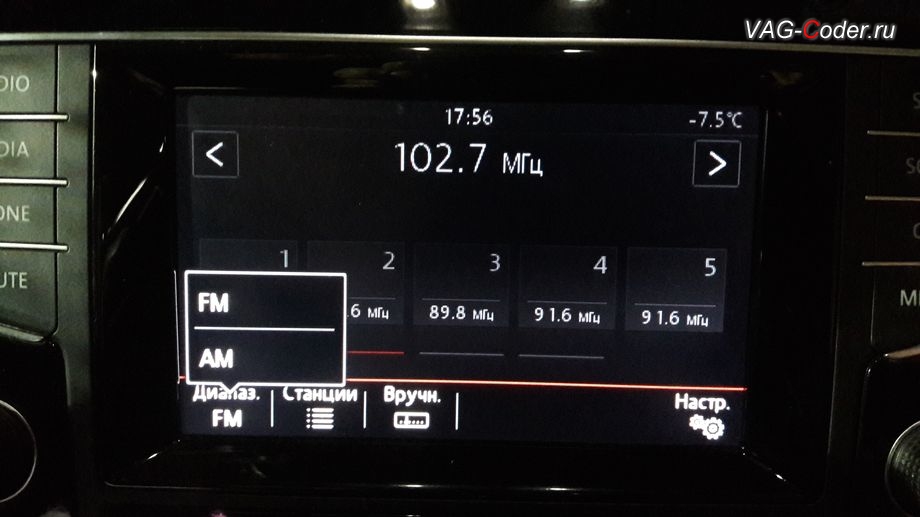 VAG-Coder.ru
DIO
DIA
ONE
UTE
17:56
-7.5°C
<
102.7 МГц
>
1
2
3
4
5
.6 МГц
89.8 МГц
91.6 МГц
91.6 МГц
FM
AM
Диапаз.
FM
Станции
Вручн.
Настр.
M